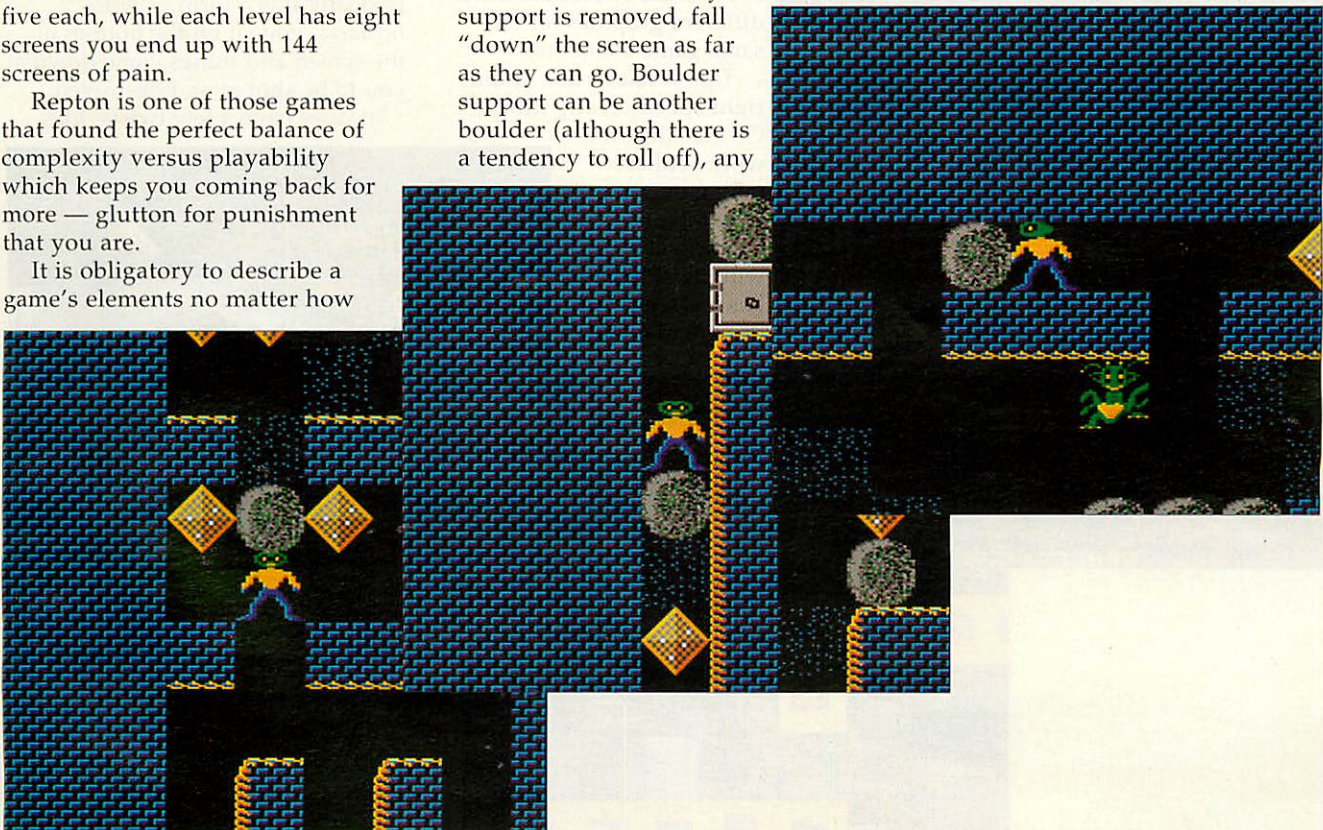 five each, while each level has eight
screens you end up with 144
screens of pain.
Repton is one of those games
that found the perfect balance of
complexity versus playability
which keeps you coming back for
more — glutton for punishment
that you are.
It is obligatory to describe a
game's elements no matter how
support is removed, fall
“down” the screen as far
as they can go. Boulder
support can be another
boulder (although there is
a tendency to roll off), any